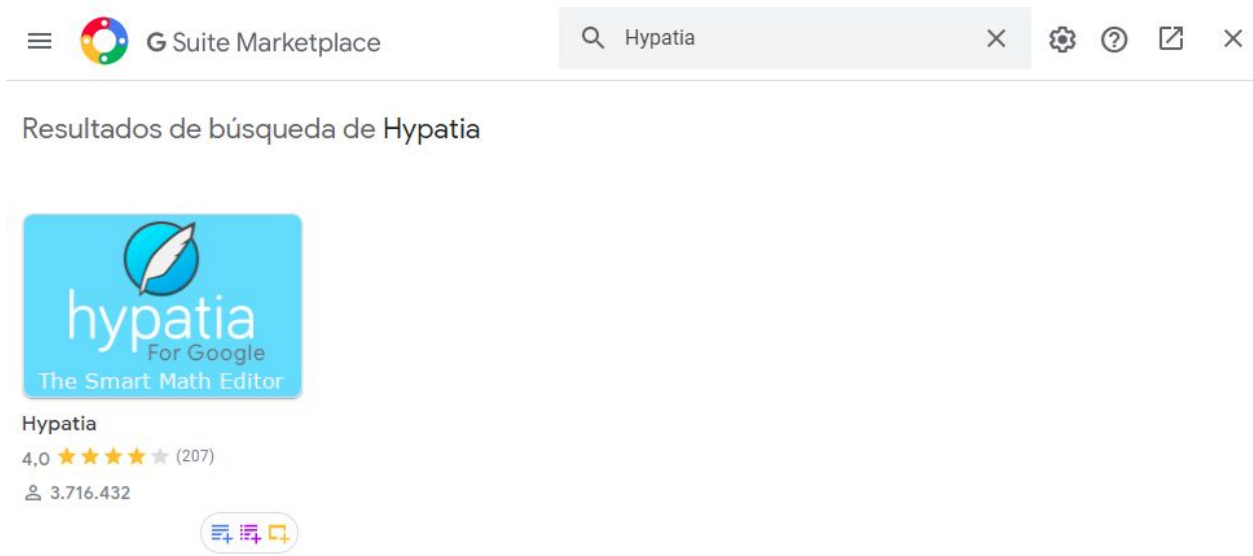 G Suite Marketplace
Hypatia
Resultados de búsqueda de Hypatia
hypatia
For Google
The Smart Math Editor
Hypatia
4,0 (207)
3.716.432